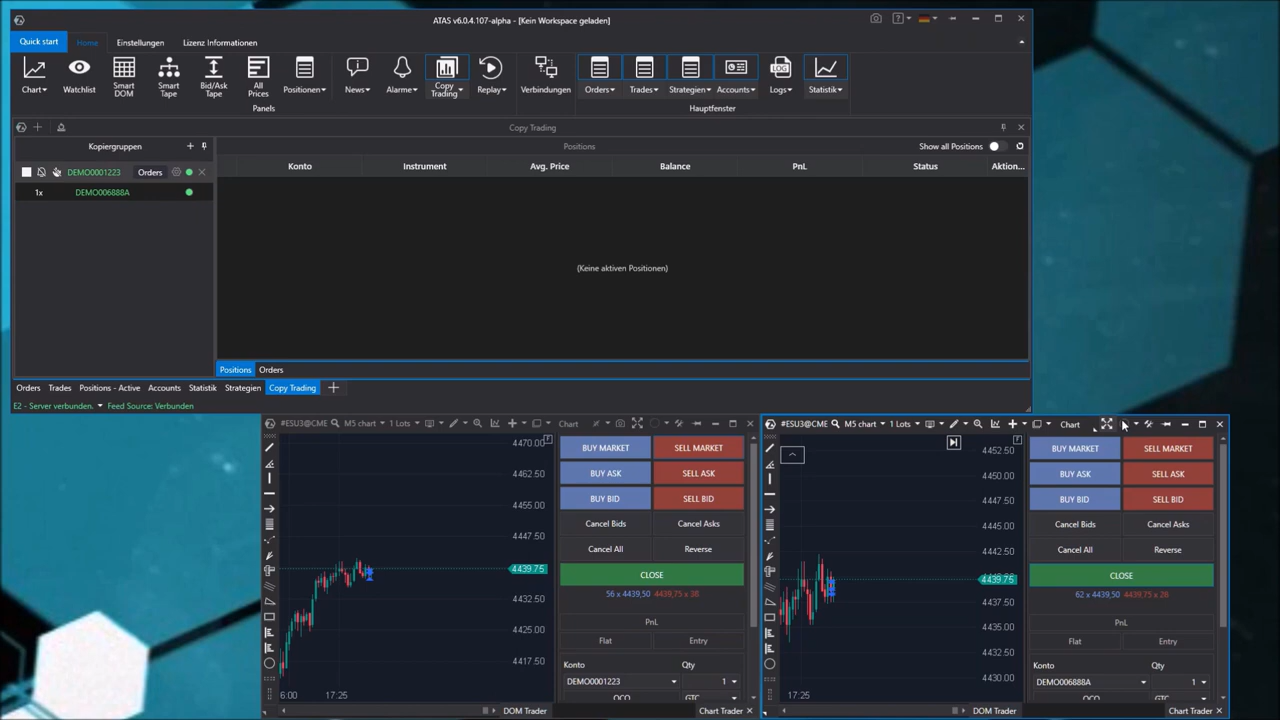 ATAS v6.0.4.107-alpha - [Kein Workspace geladen]
Quick start Home Einstellungen Lizenz Informationen
Chart Watchlist Smart DOM Smart Tape Bid/Ask Tape All Prices Positionen News Alarme Copy Trading Replay Verbindungen Orders Trades Strategien Accounts LOG Logs Statistik
Panels Hauptfenster
Copy Trading
Kopiergruppen Positions Show all Positions
Konto Instrument Avg. Price Balance PnL Status Aktion...
DEMO0001223 Orders
1x DEMO006888A
(Keine aktiven Positionen)
Positions Orders
Orders Trades Positions - Active Accounts Statistik Strategien Copy Trading
E2 - Server verbunden. Feed Source: Verbunden
#ESU3@CME M5 chart 1 Lots Chart
4470.00
4462.50
4455.00
4447.50
4439.75
4432.50
4425.00
4417.50
6:00 17:25
BUY MARKET SELL MARKET
BUY ASK SELL ASK
BUY BID SELL BID
Cancel Bids Cancel Asks
Cancel All Reverse
CLOSE
56 x 4439,50 4439,75 x 38
PnL
Flat Entry
Konto Qty
DEMO0001223 1
OCO GTC
DOM Trader Chart Trader
#ESU3@CME M5 chart 1 Lots Chart
4452.50
4450.00
4447.50
4445.00
4442.50
4439.75
4437.50
4435.00
4432.50
4430.00
17:25
BUY MARKET SELL MARKET
BUY ASK SELL ASK
BUY BID SELL BID
Cancel Bids Cancel Asks
Cancel All Reverse
CLOSE
62 x 4439,50 4439,75 x 28
PnL
Flat Entry
Konto Qty
DEMO006888A 1
OCO GTC
DOM Trader Chart Trader